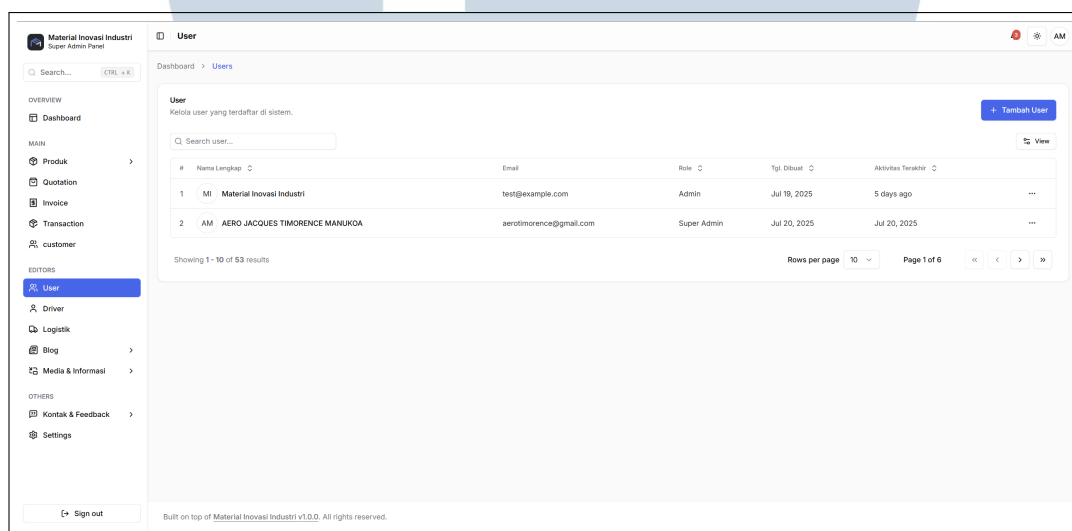 Material Inovasi Industri
Super Admin Panel
Search... CTRL + K
OVERVIEW
Dashboard
MAIN
Produk
Quotation
Invoice
Transaction
customer
EDITORS
User
Driver
Logistik
Blog
Media & Informasi
OTHERS
Kontak & Feedback
Settings
Sign out
User
3
AM
Dashboard > Users
User
Kelola user yang terdaftar di sistem.
+ Tambah User
Search user...
View
# Nama Lengkap Email Role Tgl. Dibuat Aktivitas Terakhir
1 MI Material Inovasi Industri test@example.com Admin Jul 19, 2025 5 days ago ...
2 AM AERO JACQUES TIMORENCE MANUKOA aerotimorence@gmail.com Super Admin Jul 20, 2025 Jul 20, 2025 ...
Showing 1 - 10 of 53 results Rows per page 10 Page 1 of 6 « < > »
Built on top of Material Inovasi Industri v1.0.0. All rights reserved.